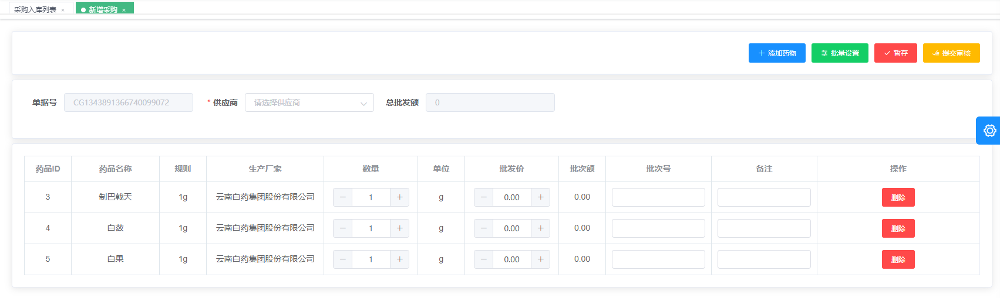 采购入库列表 × 新增采购 ×
添加药物 批量设置 暂存 提交审核
单据号 CG1343891366740099072 * 供应商 请选择供应商 总批发额 0
药品ID 药品名称 规则 生产厂家 数量 单位 批发价 批次额 批次号 备注 操作
3 制巴戟天 1g 云南白药集团股份有限公司 − 1 + g − 0.00 + 0.00 删除
4 白蔹 1g 云南白药集团股份有限公司 − 1 + g − 0.00 + 0.00 删除
5 白果 1g 云南白药集团股份有限公司 − 1 + g − 0.00 + 0.00 删除